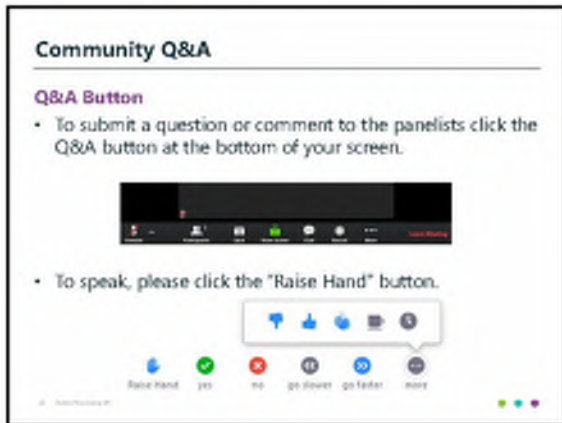 Community Q&A
Q&A Button
• To submit a question or comment to the panelists click the
Q&A button at the bottom of your screen.
• To speak, please click the "Raise Hand" button.
Raise Hand yes no go slower go faster more